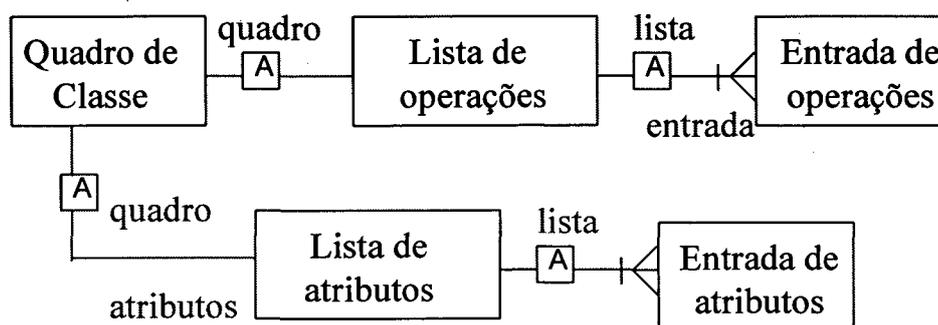 Quadro de
Classe
A
quadro
Lista de
operações
lista
A
entrada
Entrada de
operações
A
quadro
atributos
Lista de
atributos
lista
A
Entrada de
atributos